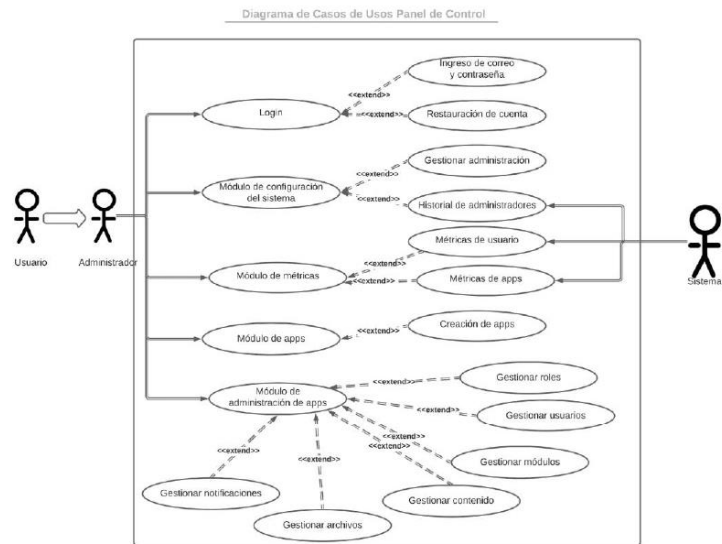 Diagrama de Casos de Usos Panel de Control
Ingreso de correo
y contraseña
<<extend>>
Login
<<extend>>
Restauración de cuenta
Gestionar administración
<<extend>>
Módulo de configuración
del sistema
<<extend>>
Historial de administradores
Usuario
Administrador
Métricas de usuario
<<extend>>
Módulo de métricas
<<extend>>
Métricas de apps
Sistema
Creación de apps
<<extend>>
Módulo de apps
Gestionar roles
<<extend>>
Módulo de
administración de apps
<<extend>>
Gestionar usuarios
<<extend>>
<<extend>>
<<extend>>
<<extend>>
Gestionar módulos
Gestionar notificaciones
Gestionar contenido
Gestionar archivos